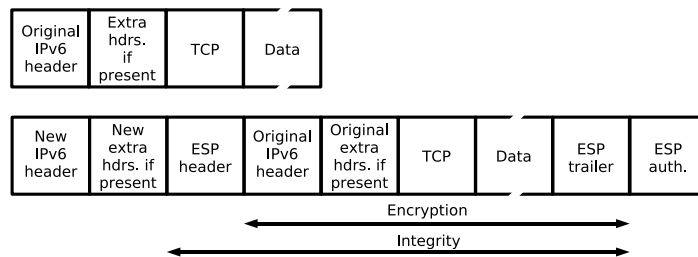 Original
IPv6
header
Extra
hdrs.
if
present
TCP
Data
New
IPv6
header
New
extra
hdrs. if
present
ESP
header
Original
IPv6
header
Original
extra
hdrs. if
present
TCP
Data
ESP
trailer
ESP
auth.
Encryption
Integrity